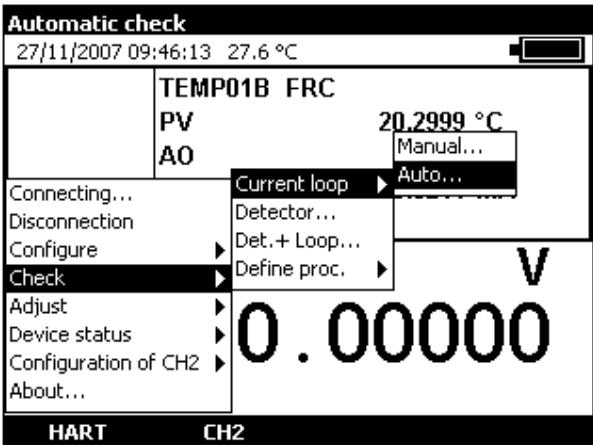 Automatic check
27/11/2007 09:46:13 27.6 °C
TEMP01B FRC
PV 20.2999 °C
AO
Manual...
Auto...
Current loop
Detector...
Det.+ Loop...
Define proc.
Connecting...
Disconnection
Configure
Check
Adjust
Device status
Configuration of CH2
About...
V
0.00000
HART CH2